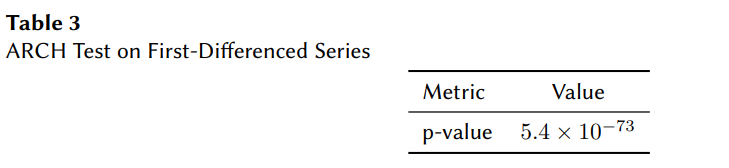 Table 3
ARCH Test on First-Differenced Series
Metric Value
p-value 5.4 × 10⁻⁷³